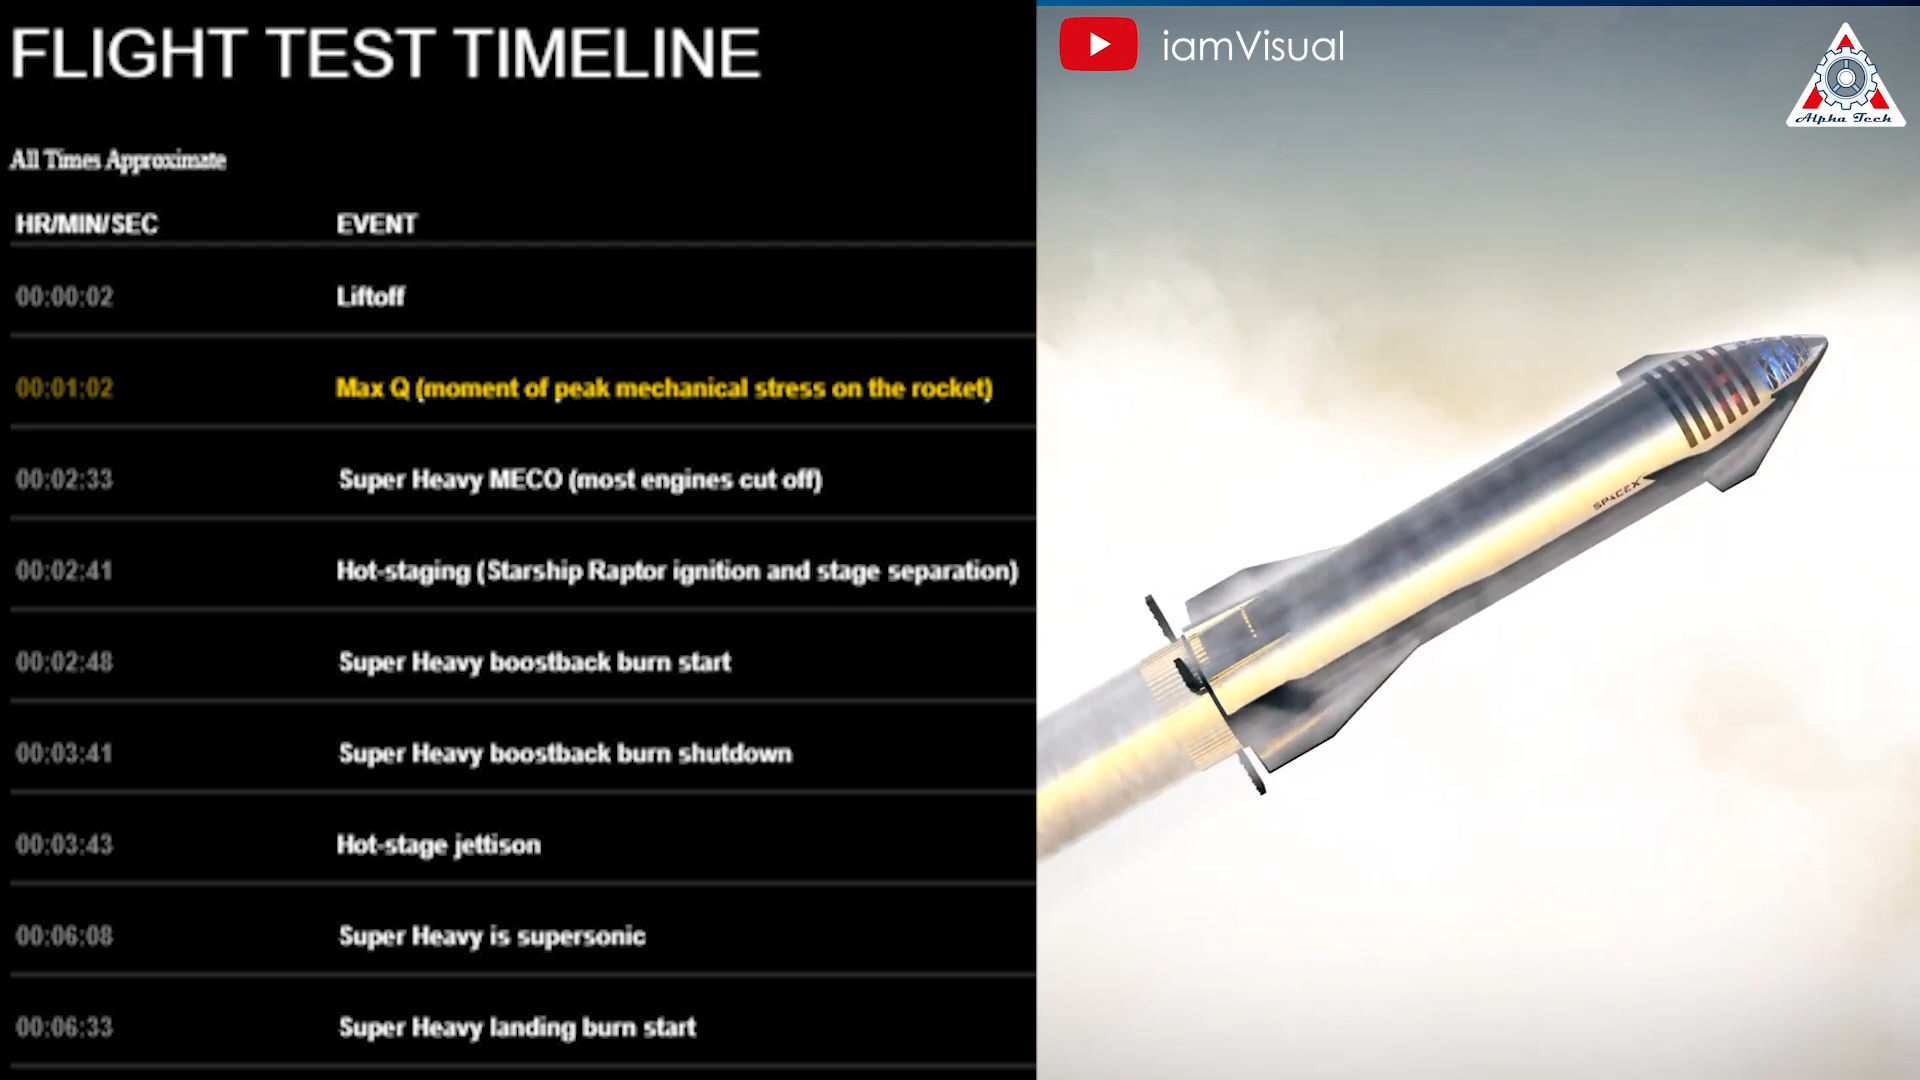 FLIGHT TEST TIMELINE
All Times Approximate
HR/MIN/SEC EVENT
00:00:02 Liftoff
00:01:02 Max Q (moment of peak mechanical stress on the rocket)
00:02:33 Super Heavy MECO (most engines cut off)
00:02:41 Hot-staging (Starship Raptor ignition and stage separation)
00:02:48 Super Heavy boostback burn start
00:03:41 Super Heavy boostback burn shutdown
00:03:43 Hot-stage jettison
00:06:08 Super Heavy is supersonic
00:06:33 Super Heavy landing burn start
iamVisual
Alpha Tech
SPACEX